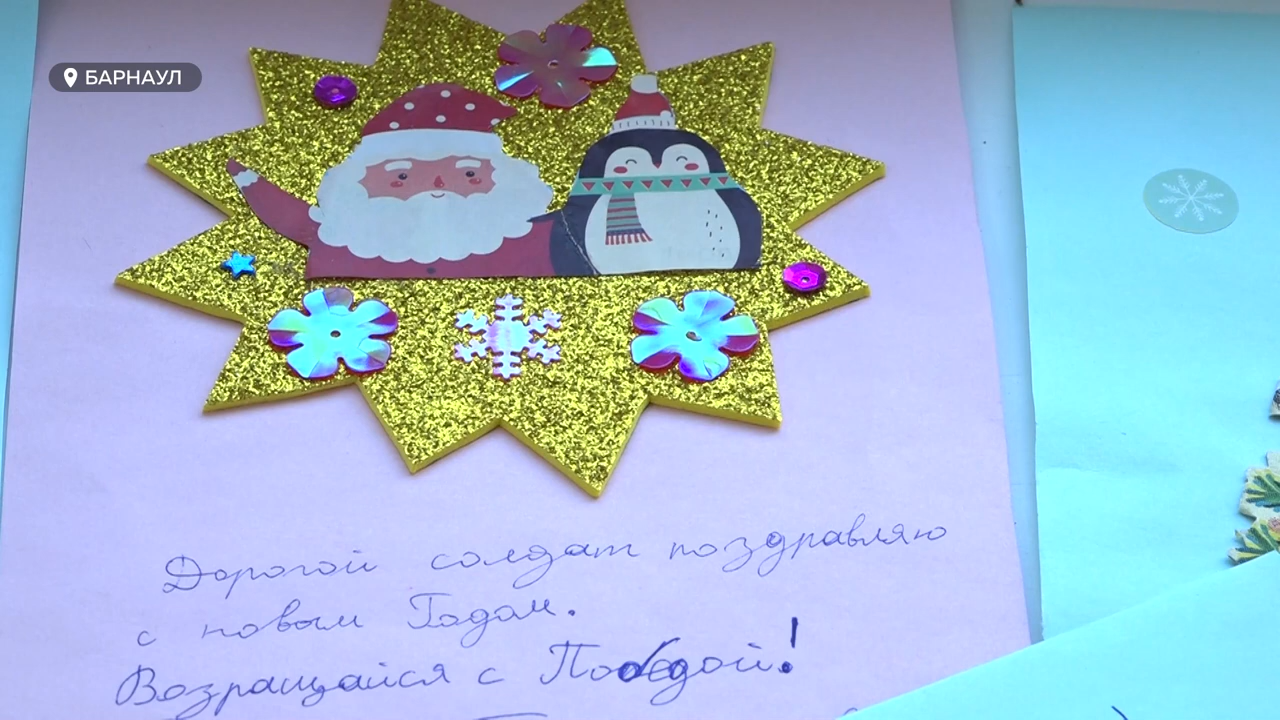 БАРНАУЛ
Дорогой солдат поздравляю
с новым Годом.
Возращайся с Победой!